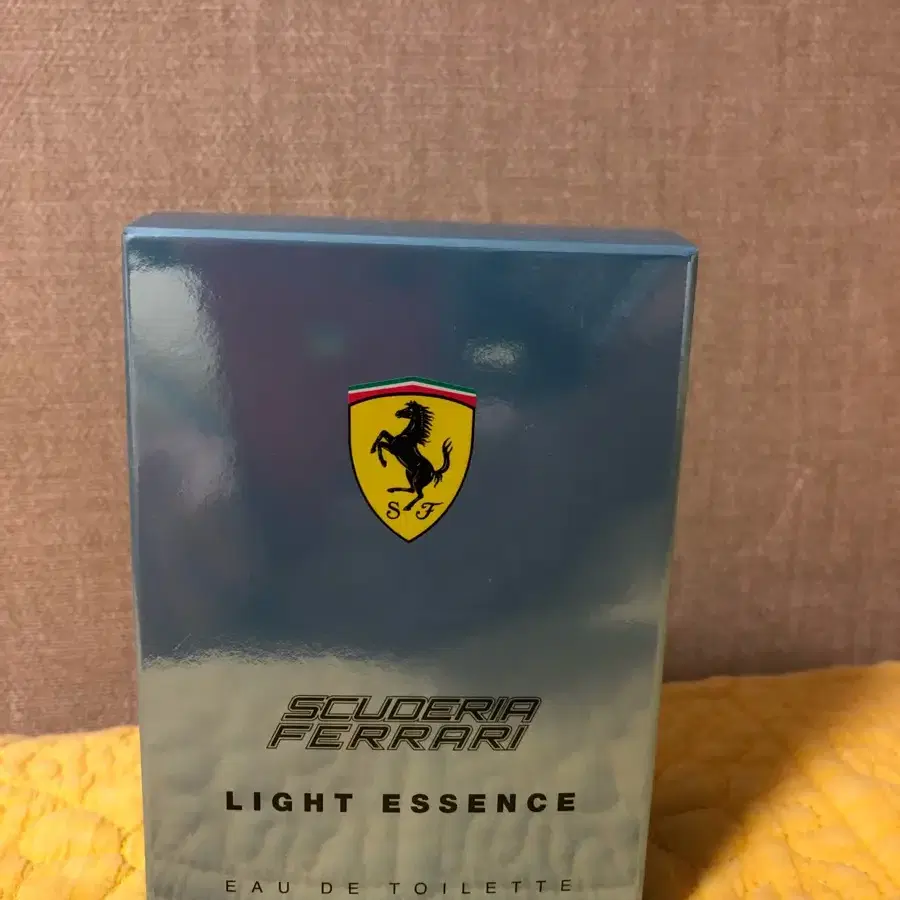 S F
SCUDERIA
FERRARI
LIGHT ESSENCE
EAU DE TOILETTE